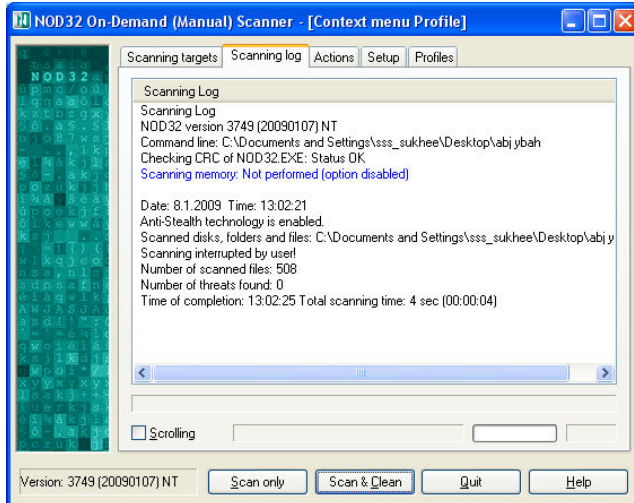 NOD32 On-Demand (Manual) Scanner - [Context menu Profile]
NOD32
Scanning targets Scanning log Actions Setup Profiles
Scanning Log
Scanning Log
NOD32 version 3749 (20090107) NT
Command line: C:\Documents and Settings\sss_sukhee\Desktop\abj ybah
Checking CRC of NOD32.EXE: Status OK
Scanning memory: Not performed (option disabled)
Date: 8.1.2009 Time: 13:02:21
Anti-Stealth technology is enabled.
Scanned disks, folders and files: C:\Documents and Settings\sss_sukhee\Desktop\abj y
Scanning interrupted by user!
Number of scanned files: 508
Number of threats found: 0
Time of completion: 13:02:25 Total scanning time: 4 sec (00:00:04)
Scrolling
Version: 3749 (20090107) NT Scan only Scan & Clean Quit Help